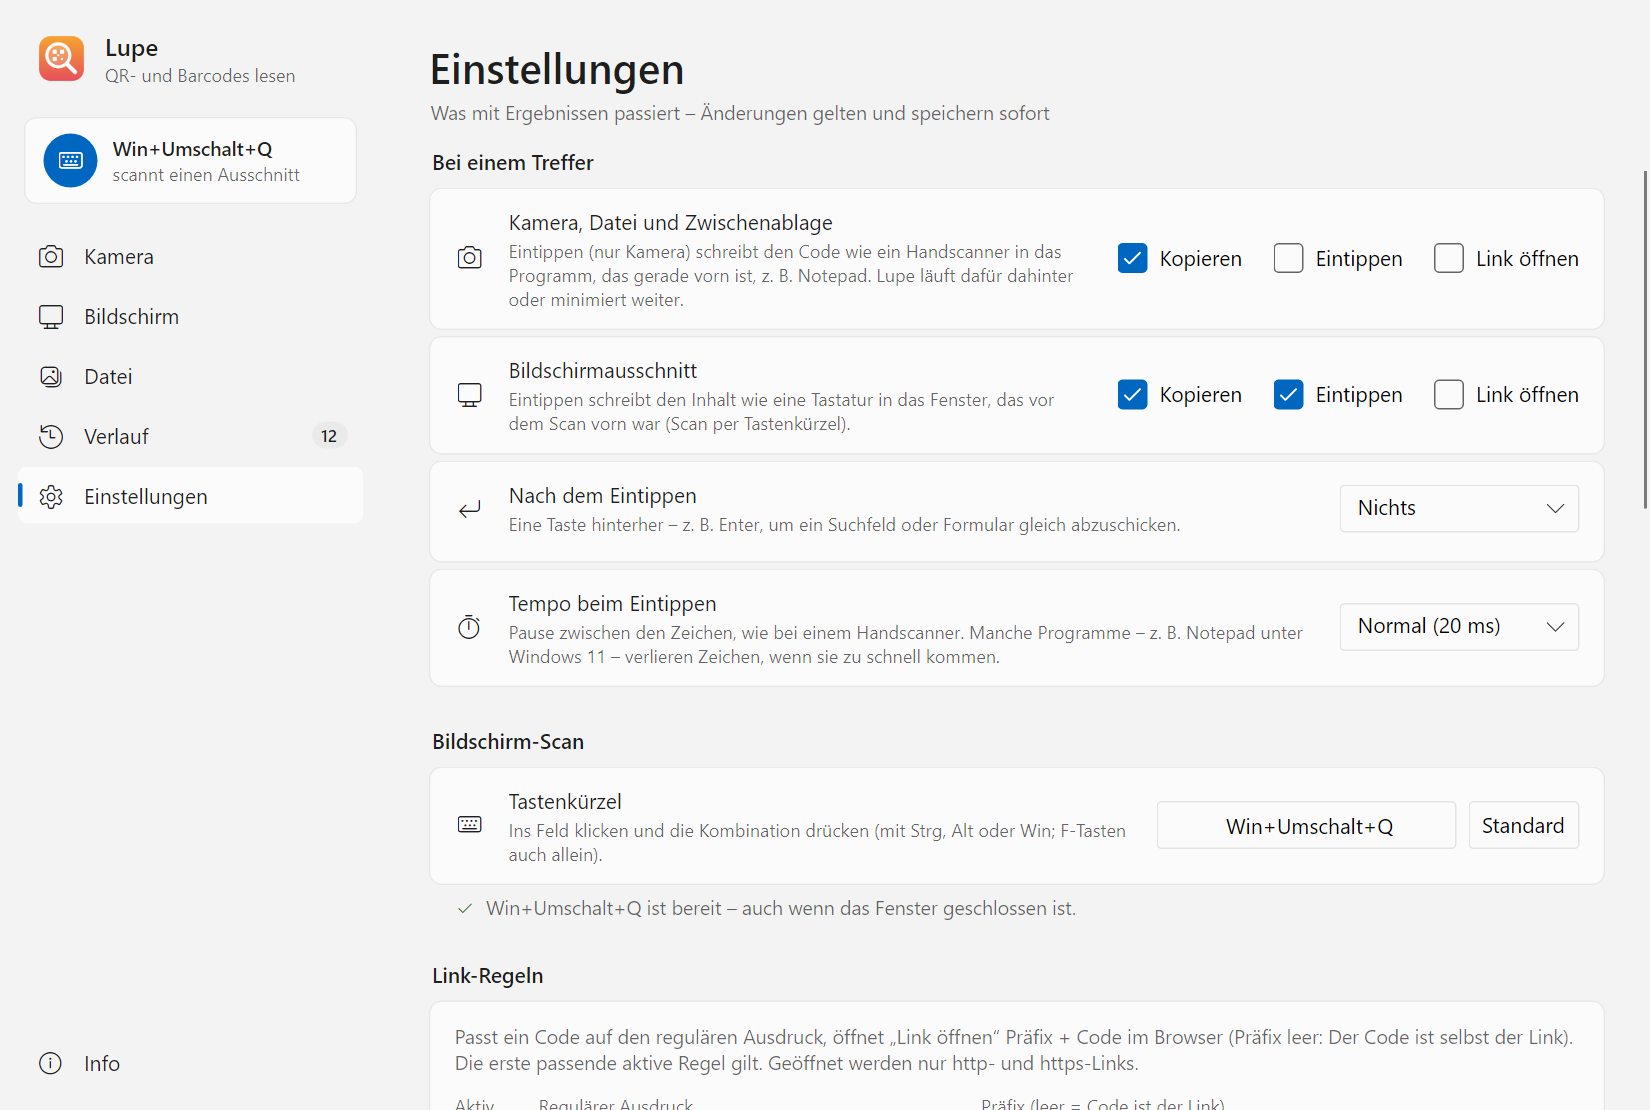 Lupe
QR- und Barcodes lesen
Win+Umschalt+Q
scannt einen Ausschnitt
Kamera
Bildschirm
Datei
Verlauf 12
Einstellungen
Info
Einstellungen
Was mit Ergebnissen passiert – Änderungen gelten und speichern sofort
Bei einem Treffer
Kamera, Datei und Zwischenablage
Eintippen (nur Kamera) schreibt den Code wie ein Handscanner in das
Programm, das gerade vorn ist, z. B. Notepad. Lupe läuft dafür dahinter
oder minimiert weiter.
Kopieren Eintippen Link öffnen
Bildschirmausschnitt
Eintippen schreibt den Inhalt wie eine Tastatur in das Fenster, das vor
dem Scan vorn war (Scan per Tastenkürzel).
Kopieren Eintippen Link öffnen
Nach dem Eintippen
Eine Taste hinterher – z. B. Enter, um ein Suchfeld oder Formular gleich abzuschicken.
Nichts
Tempo beim Eintippen
Pause zwischen den Zeichen, wie bei einem Handscanner. Manche Programme – z. B. Notepad unter
Windows 11 – verlieren Zeichen, wenn sie zu schnell kommen.
Normal (20 ms)
Bildschirm-Scan
Tastenkürzel
Ins Feld klicken und die Kombination drücken (mit Strg, Alt oder Win; F-Tasten
auch allein).
Win+Umschalt+Q Standard
Win+Umschalt+Q ist bereit – auch wenn das Fenster geschlossen ist.
Link-Regeln
Passt ein Code auf den regulären Ausdruck, öffnet „Link öffnen“ Präfix + Code im Browser (Präfix leer: Der Code ist selbst der Link).
Die erste passende aktive Regel gilt. Geöffnet werden nur http- und https-Links.
Aktiv Regulärer Ausdruck Präfix (leer = Code ist der Link)